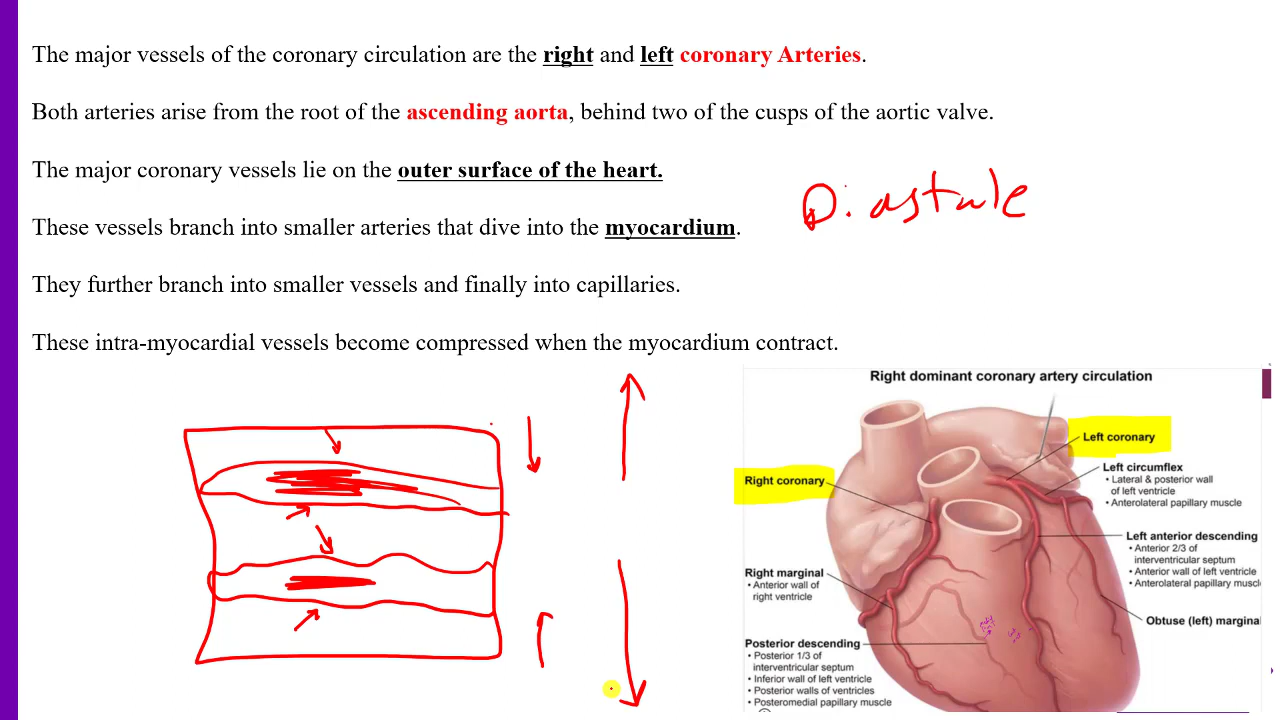 The major vessels of the coronary circulation are the right and left coronary Arteries.
Both arteries arise from the root of the ascending aorta, behind two of the cusps of the aortic valve.
The major coronary vessels lie on the outer surface of the heart.
These vessels branch into smaller arteries that dive into the myocardium.
Diastule
They further branch into smaller vessels and finally into capillaries.
These intra-myocardial vessels become compressed when the myocardium contract.
Right dominant coronary artery circulation
Left coronary
Right coronary
Left circumflex
• Lateral & posterior wall
of left ventricle
• Anterolateral papillary muscle
Left anterior descending
• Anterior 2/3 of
interventricular septum
• Anterior wall of left ventricle
• Anterolateral papillary muscl
Right marginal
• Anterior wall of
right ventricle
Obtuse (left) margina
Posterior descending
• Posterior 1/3 of
interventricular septum
• Inferior wall of left ventricle
• Posterior walls of ventricles
• Posteromedial papillary muscle